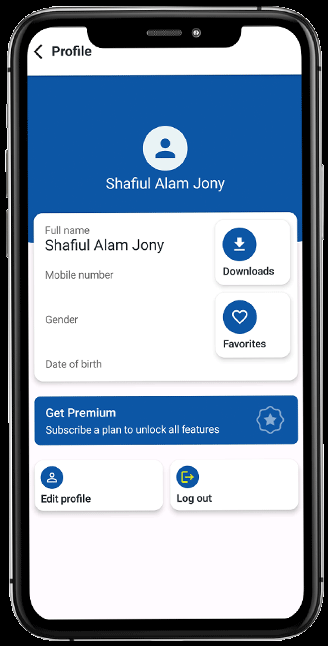 Profile
Shafiul Alam Jony
Full name
Shafiul Alam Jony
Mobile number
Gender
Date of birth
Downloads
Favorites
Get Premium
Subscribe a plan to unlock all features
Edit profile
Log out